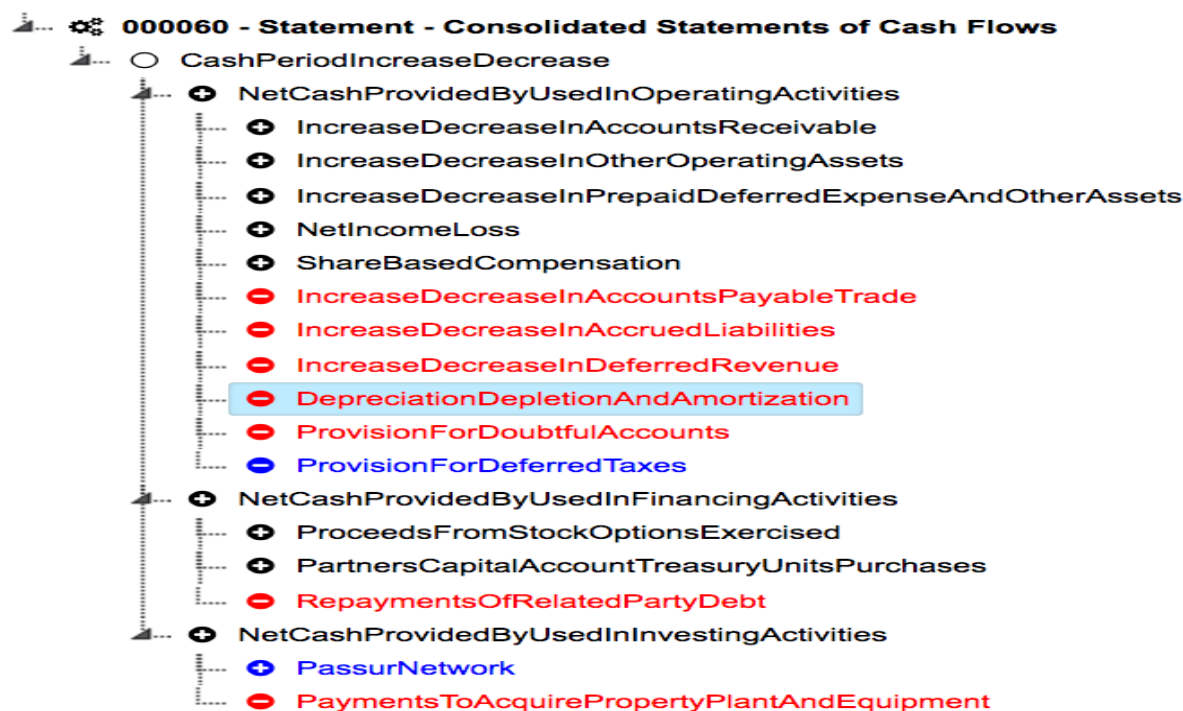 000060 - Statement - Consolidated Statements of Cash Flows
CashPeriodIncreaseDecrease
NetCashProvidedByUsedInOperatingActivities
IncreaseDecreaseInAccountsReceivable
IncreaseDecreaseInOtherOperatingAssets
IncreaseDecreaseInPrepaidDeferredExpenseAndOtherAssets
NetIncomeLoss
ShareBasedCompensation
IncreaseDecreaseInAccountsPayableTrade
IncreaseDecreaseInAccruedLiabilities
IncreaseDecreaseInDeferredRevenue
DepreciationDepletionAndAmortization
ProvisionForDoubtfulAccounts
ProvisionForDeferredTaxes
NetCashProvidedByUsedInFinancingActivities
ProceedsFromStockOptionsExercised
PartnersCapitalAccountTreasuryUnitsPurchases
RepaymentsOfRelatedPartyDebt
NetCashProvidedByUsedInInvestingActivities
PassurNetwork
PaymentsToAcquirePropertyPlantAndEquipment